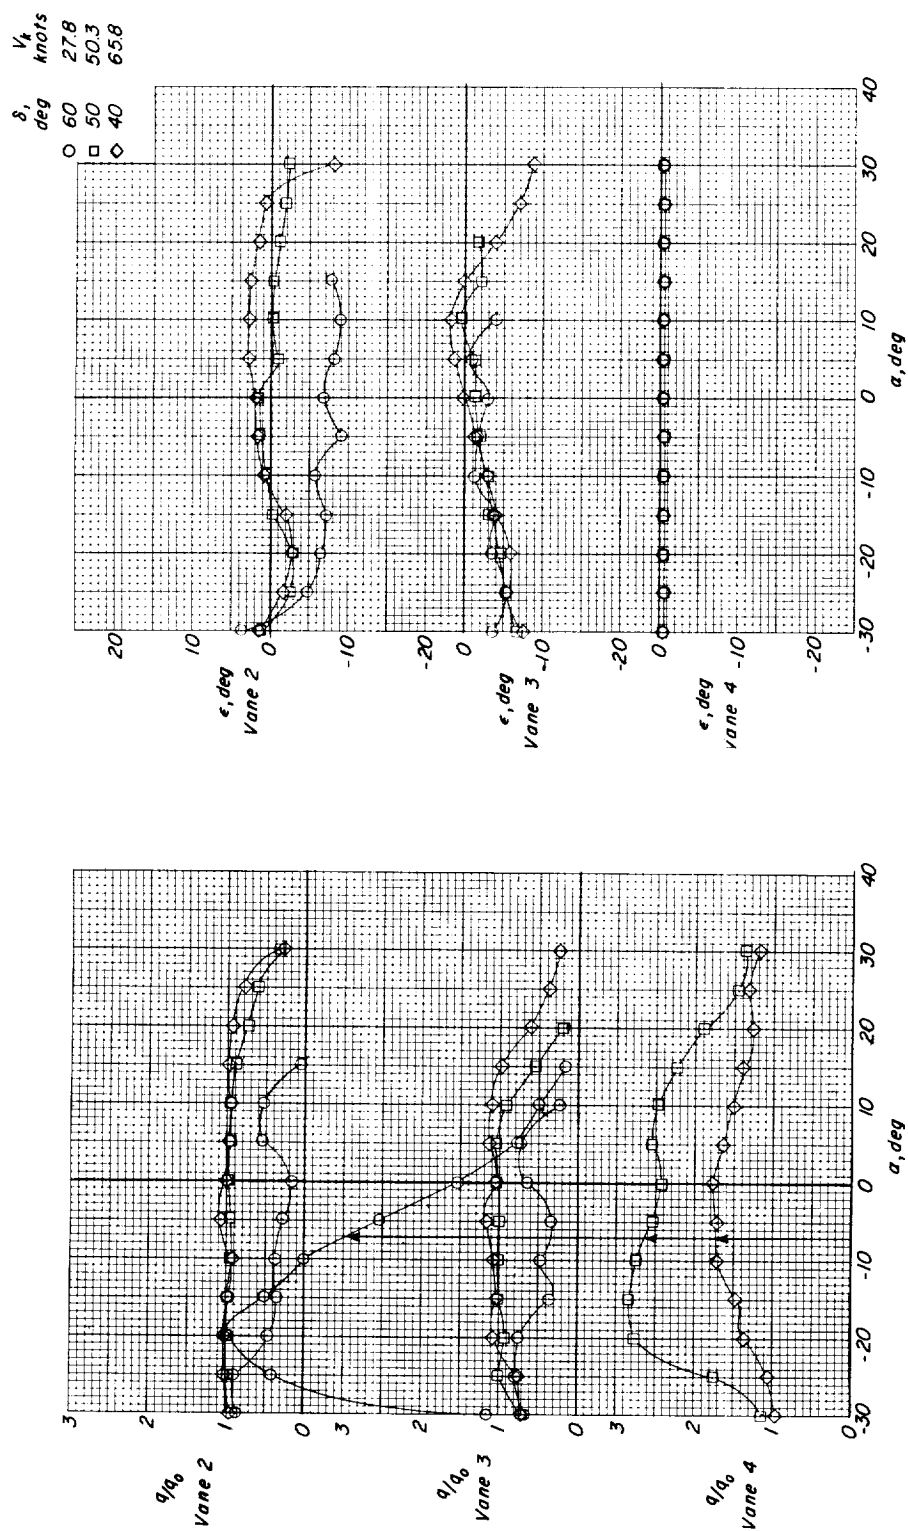 δ, deg V_k knots
○ 60 27.8
□ 50 50.3
◇ 40 65.8
20
10
0
-10
ϵ, deg
Vane 2
-20
-10
0
-10
ϵ, deg
Vane 3
-20
-10
0
-10
-20
ϵ, deg
Vane 4
-30 -20 -10 0 10 20 30 40
α, deg
3
2
1
0
q/q₀
Vane 2
3
2
1
0
q/q₀
Vane 3
3
2
1
0
q/q₀
Vane 4
-30 -20 -10 0 10 20 30 40
α, deg